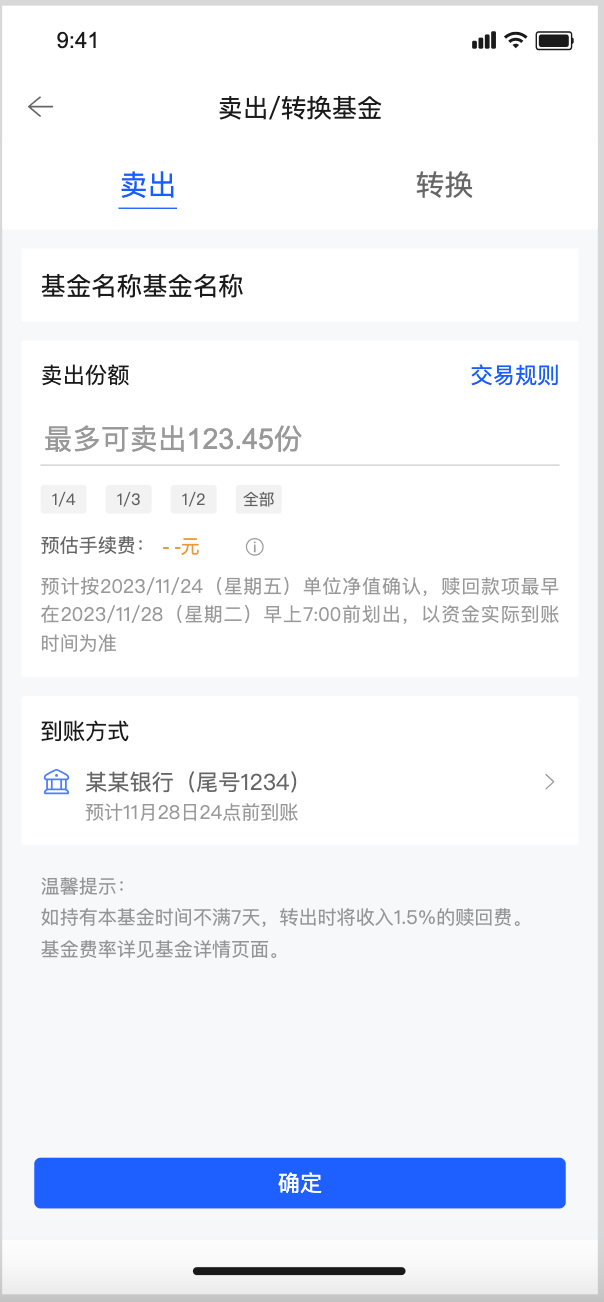 9:41
卖出/转换基金
卖出 转换
基金名称基金名称
卖出份额 交易规则
最多可卖出123.45份
1/4 1/3 1/2 全部
预估手续费： - -元
预计按2023/11/24（星期五）单位净值确认，赎回款项最早
在2023/11/28（星期二）早上7:00前划出，以资金实际到账
时间为准
到账方式
某某银行（尾号1234）
预计11月28日24点前到账
温馨提示：
如持有本基金时间不满7天，转出时将收入1.5%的赎回费。
基金费率详见基金详情页面。
确定